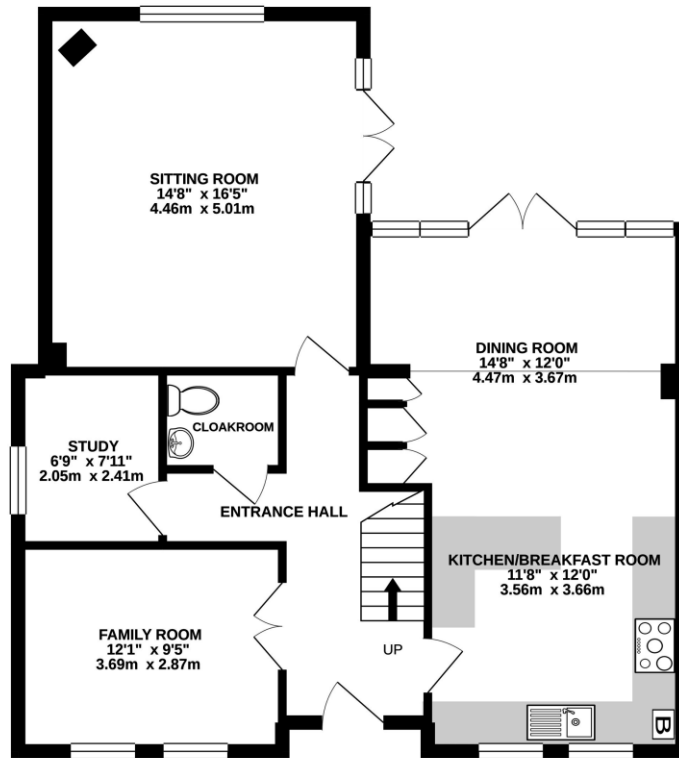 SITTING ROOM
14'8" x 16'5"
4.46m x 5.01m
DINING ROOM
14'8" x 12'0"
4.47m x 3.67m
CLOAKROOM
STUDY
6'9" x 7'11"
2.05m x 2.41m
ENTRANCE HALL
KITCHEN/BREAKFAST ROOM
11'8" x 12'0"
3.56m x 3.66m
FAMILY ROOM
12'1" x 9'5"
3.69m x 2.87m
UP
B